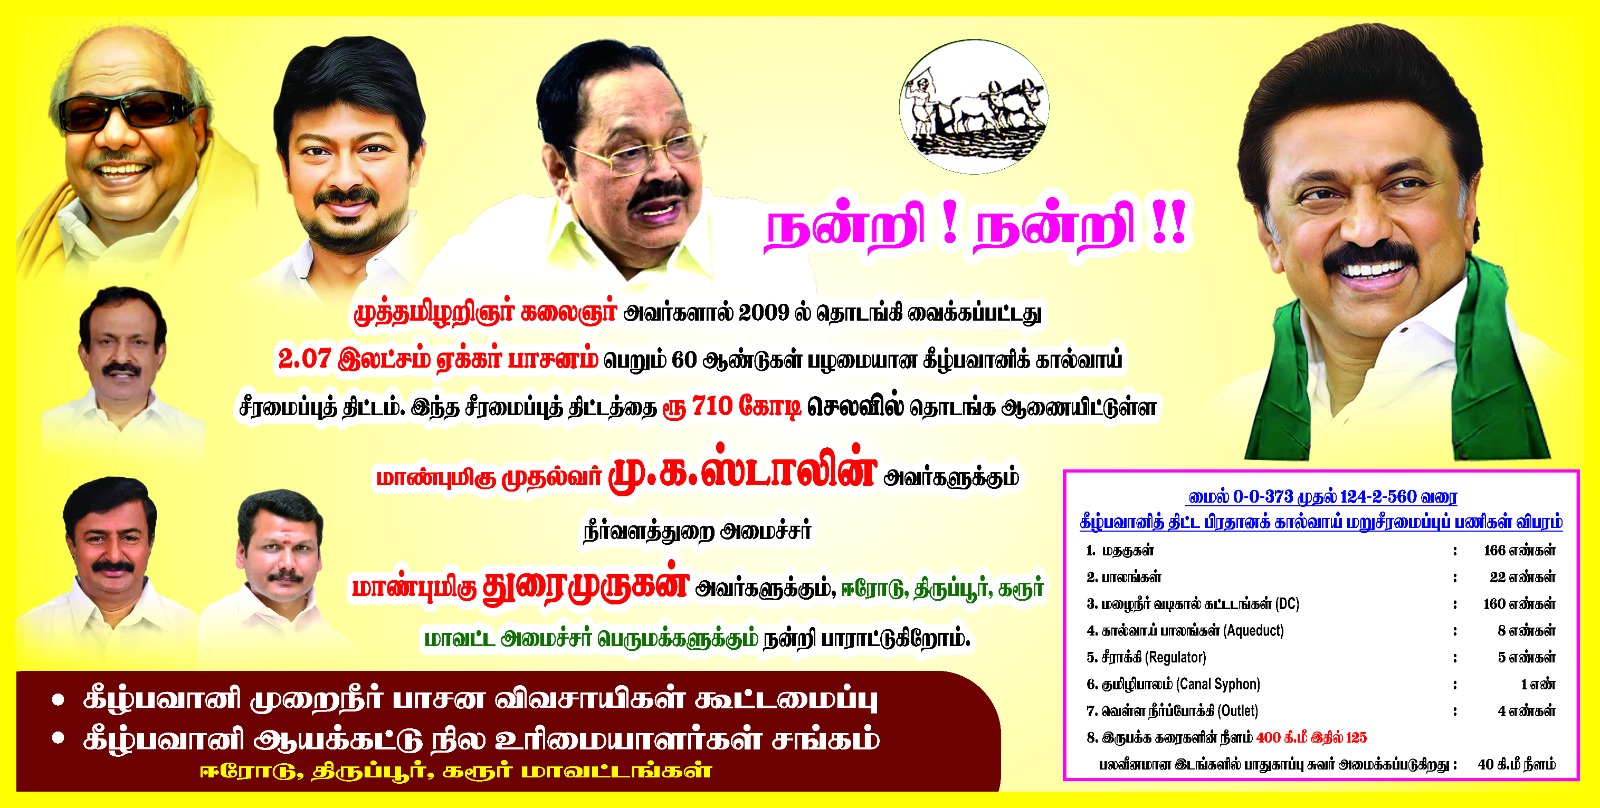 நன்றி ! நன்றி !!
முத்தமிழறிஞர் கலைஞர் அவர்களால் 2009 ல் தொடங்கி வைக்கப்பட்டது
2.07 இலட்சம் ஏக்கர் பாசனம் பெறும் 60 ஆண்டுகள் பழமையான கீழ்பவானிக் கால்வாய்
சீரமைப்புத் திட்டம். இந்த சீரமைப்புத் திட்டத்தை ரூ 710 கோடி செலவில் தொடங்க ஆணையிட்டுள்ள
மாண்புமிகு முதல்வர் மு.க.ஸ்டாலின் அவர்களுக்கும்
நீர்வளத்துறை அமைச்சர்
மாண்புமிகு துரைமுருகன் அவர்களுக்கும், ஈரோடு, திருப்பூர், கரூர்
மாவட்ட அமைச்சர் பெருமக்களுக்கும் நன்றி பாராட்டுகிறோம்.
• கீழ்பவானி முறைநீர் பாசன விவசாயிகள் கூட்டமைப்பு
• கீழ்பவானி ஆயக்கட்டு நில உரிமையாளர்கள் சங்கம்
ஈரோடு, திருப்பூர், கரூர் மாவட்டங்கள்
மைல் 0-0-373 முதல் 124-2-560 வரை
கீழ்பவானித் திட்ட பிரதானக் கால்வாய் மறுசீரமைப்புப் பணிகள் விபரம்
1. மதகுகள் : 166 எண்கள்
2. பாலங்கள் : 22 எண்கள்
3. மழைநீர் வடிகால் கட்டடங்கள் (DC) : 160 எண்கள்
4. கால்வாய் பாலங்கள் (Aqueduct) : 8 எண்கள்
5. சீராக்கி (Regulator) : 5 எண்கள்
6. குமிழிபாலம் (Canal Syphon) : 1 எண்
7. வெள்ள நீர்ப்போக்கி (Outlet) : 4 எண்கள்
8. இருபக்க கரைகளின் நீளம் 400 கி.மீ இதில் 125
பலவீனமான இடங்களில் பாதுகாப்பு சுவர் அமைக்கப்படுகிறது : 40 கி.மீ நீளம்